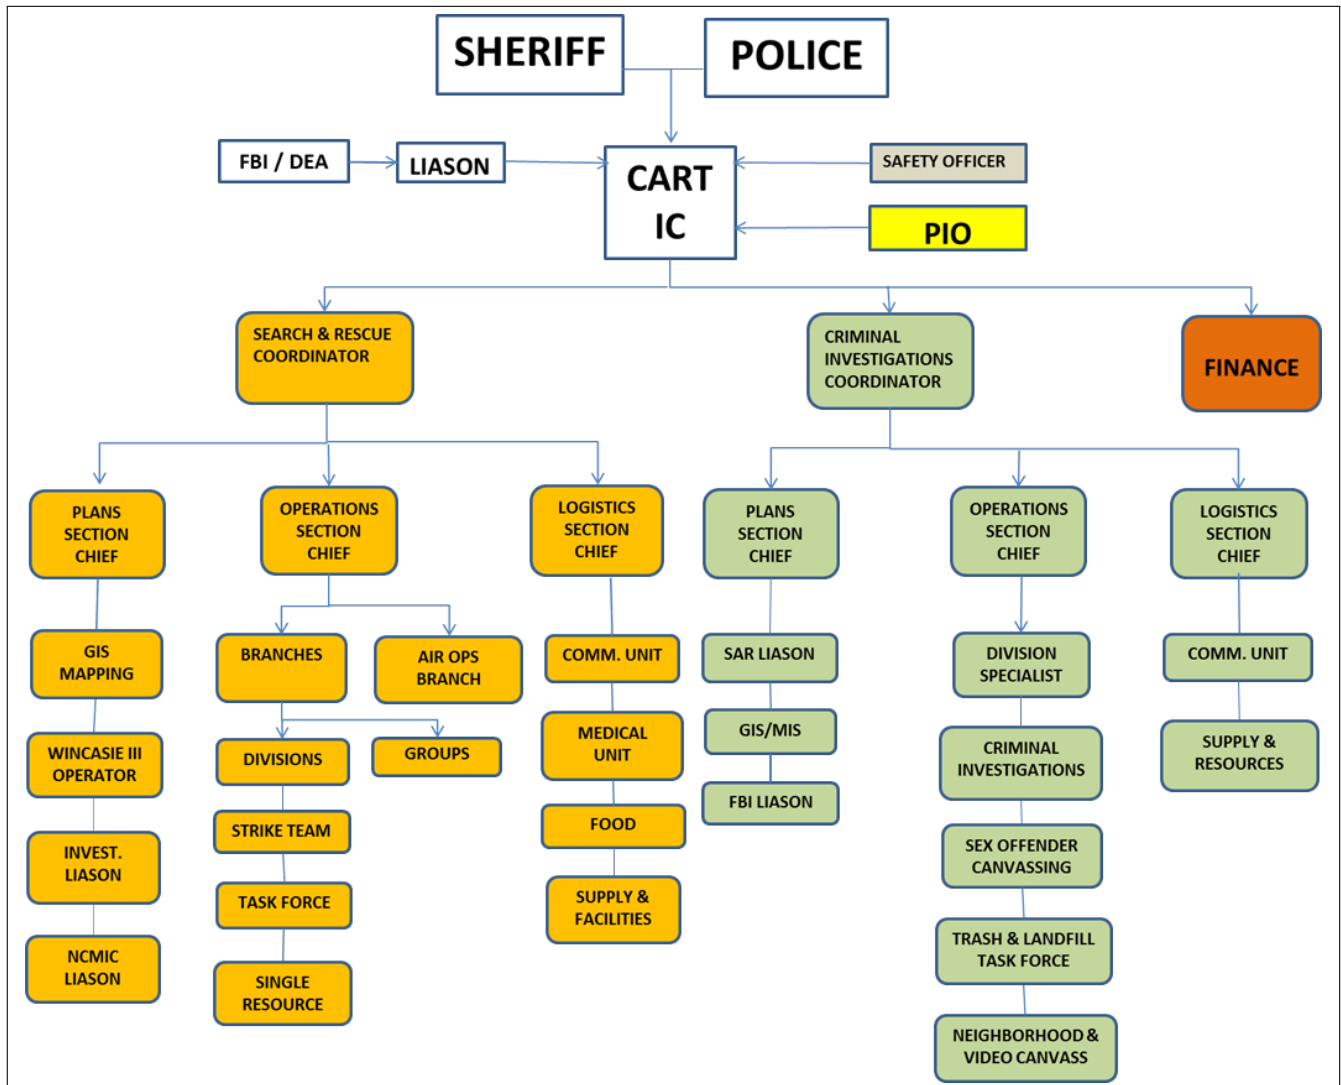 SHERIFF
POLICE
FBI / DEA
LIASON
CART
IC
SAFETY OFFICER
PIO
SEARCH & RESCUE
COORDINATOR
CRIMINAL
INVESTIGATIONS
COORDINATOR
FINANCE
PLANS
SECTION
CHIEF
OPERATIONS
SECTION
CHIEF
LOGISTICS
SECTION
CHIEF
PLANS
SECTION
CHIEF
OPERATIONS
SECTION
CHIEF
LOGISTICS
SECTION
CHIEF
GIS
MAPPING
BRANCHES
AIR OPS
BRANCH
COMM. UNIT
SAR LIASON
DIVISION
SPECIALIST
COMM. UNIT
WINCASIE III
OPERATOR
DIVISIONS
GROUPS
MEDICAL
UNIT
GIS/MIS
CRIMINAL
INVESTIGATIONS
SUPPLY &
RESOURCES
INVEST.
LIASON
STRIKE TEAM
FOOD
FBI LIASON
SEX OFFENDER
CANVASSING
TASK FORCE
SUPPLY &
FACILITIES
TRASH & LANDFILL
TASK FORCE
NCMIC
LIASON
SINGLE
RESOURCE
NEIGHBORHOOD &
VIDEO CANVASS